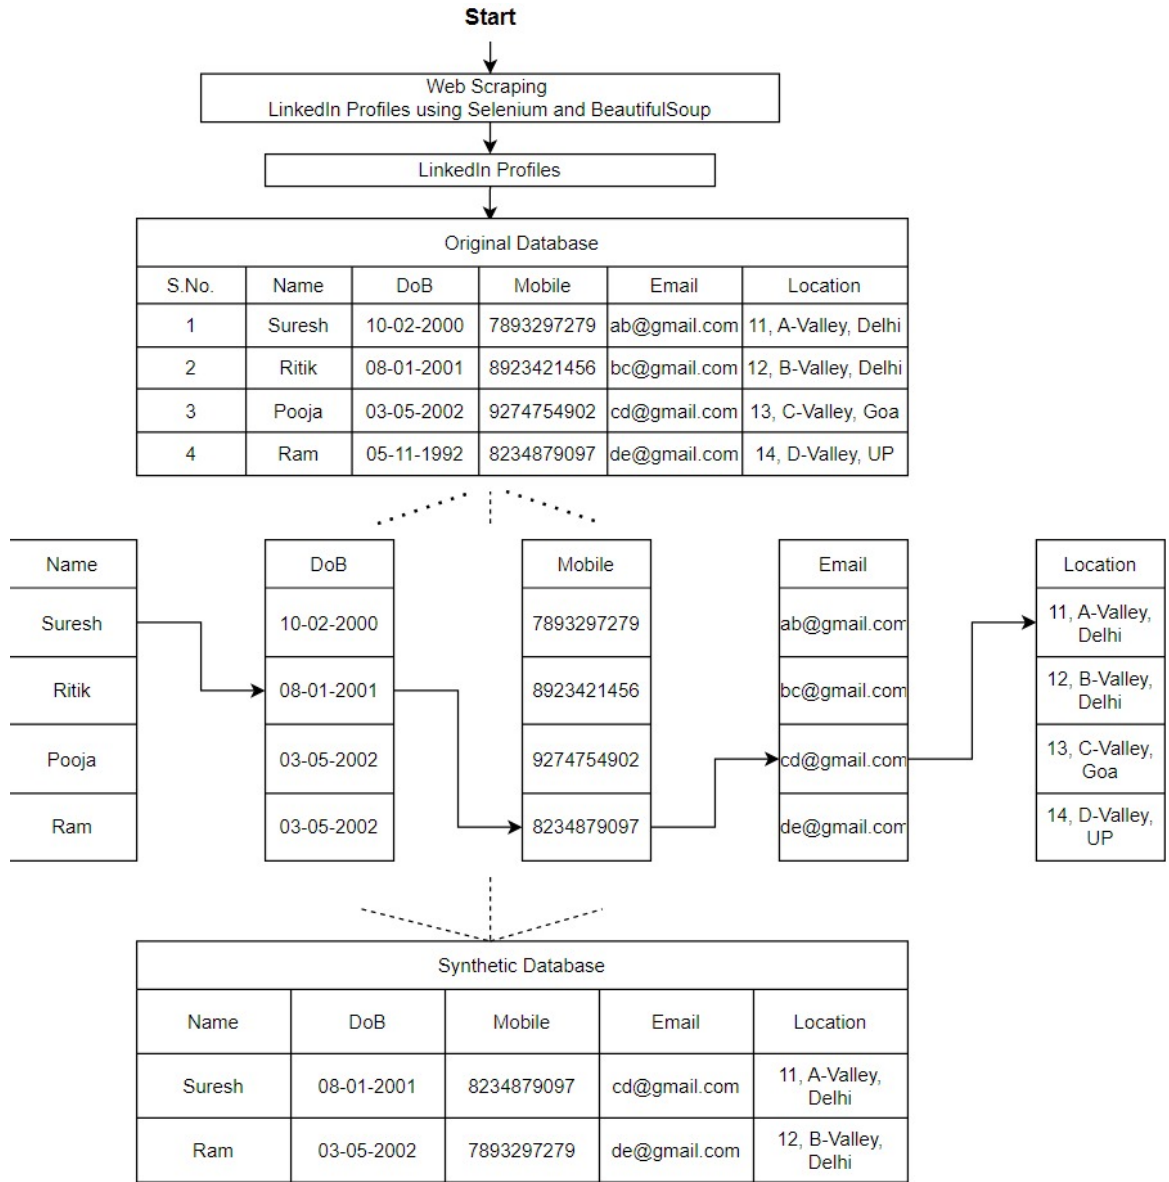 Start
Web Scraping
LinkedIn Profiles using Selenium and BeautifulSoup
LinkedIn Profiles
Original Database
S.No. Name DoB Mobile Email Location
1 Suresh 10-02-2000 7893297279 ab@gmail.com 11, A-Valley, Delhi
2 Ritik 08-01-2001 8923421456 bc@gmail.com 12, B-Valley, Delhi
3 Pooja 03-05-2002 9274754902 cd@gmail.com 13, C-Valley, Goa
4 Ram 05-11-1992 8234879097 de@gmail.com 14, D-Valley, UP
Name DoB Mobile Email Location
Suresh 10-02-2000 7893297279 ab@gmail.com 11, A-Valley,
Delhi
Ritik 08-01-2001 8923421456 bc@gmail.com 12, B-Valley,
Delhi
Pooja 03-05-2002 9274754902 cd@gmail.com 13, C-Valley,
Goa
Ram 03-05-2002 8234879097 de@gmail.com 14, D-Valley,
UP
Synthetic Database
Name DoB Mobile Email Location
Suresh 08-01-2001 8234879097 cd@gmail.com 11, A-Valley,
Delhi
Ram 03-05-2002 7893297279 de@gmail.com 12, B-Valley,
Delhi